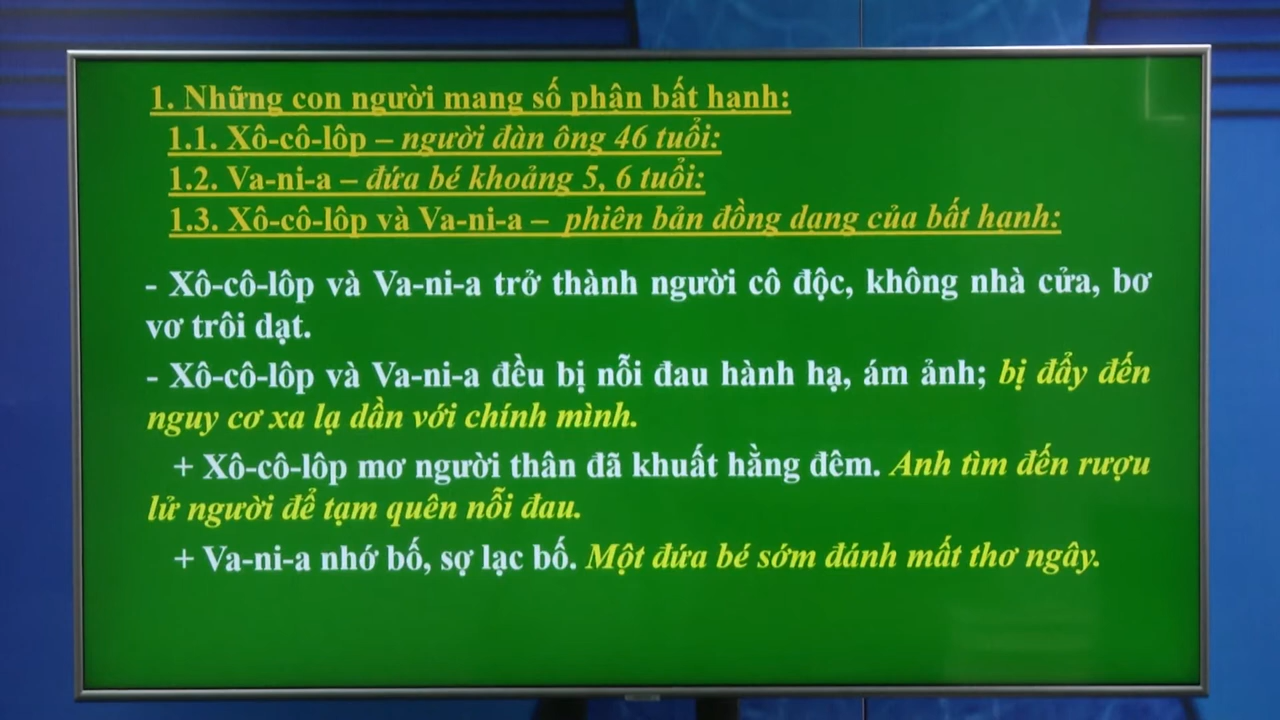 1. Những con người mang số phận bất hạnh:
1.1. Xô-cô-lôp – người đàn ông 46 tuổi:
1.2. Va-ni-a – đứa bé khoảng 5, 6 tuổi:
1.3. Xô-cô-lôp và Va-ni-a – phiên bản đồng dạng của bất hạnh:
- Xô-cô-lôp và Va-ni-a trở thành người cô độc, không nhà cửa, bơ
vơ trôi dạt.
- Xô-cô-lôp và Va-ni-a đều bị nỗi đau hành hạ, ám ảnh; bị đẩy đến
nguy cơ xa lạ dần với chính mình.
+ Xô-cô-lôp mơ người thân đã khuất hằng đêm. Anh tìm đến rượu
lử người để tạm quên nỗi đau.
+ Va-ni-a nhớ bố, sợ lạc bố. Một đứa bé sớm đánh mất thơ ngây.